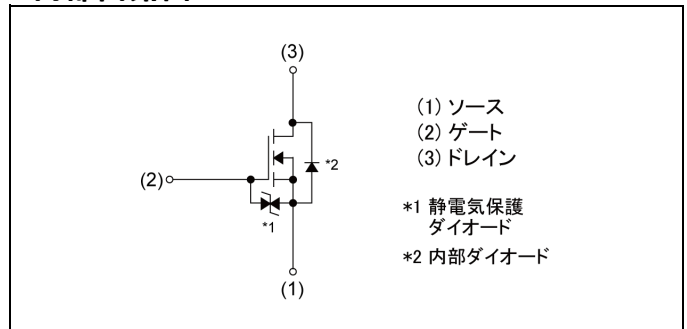 (3)
(2)
*2
*1
(1)
(1) ソース
(2) ゲート
(3) ドレイン
*1 静電気保護
ダイオード
*2 内部ダイオード